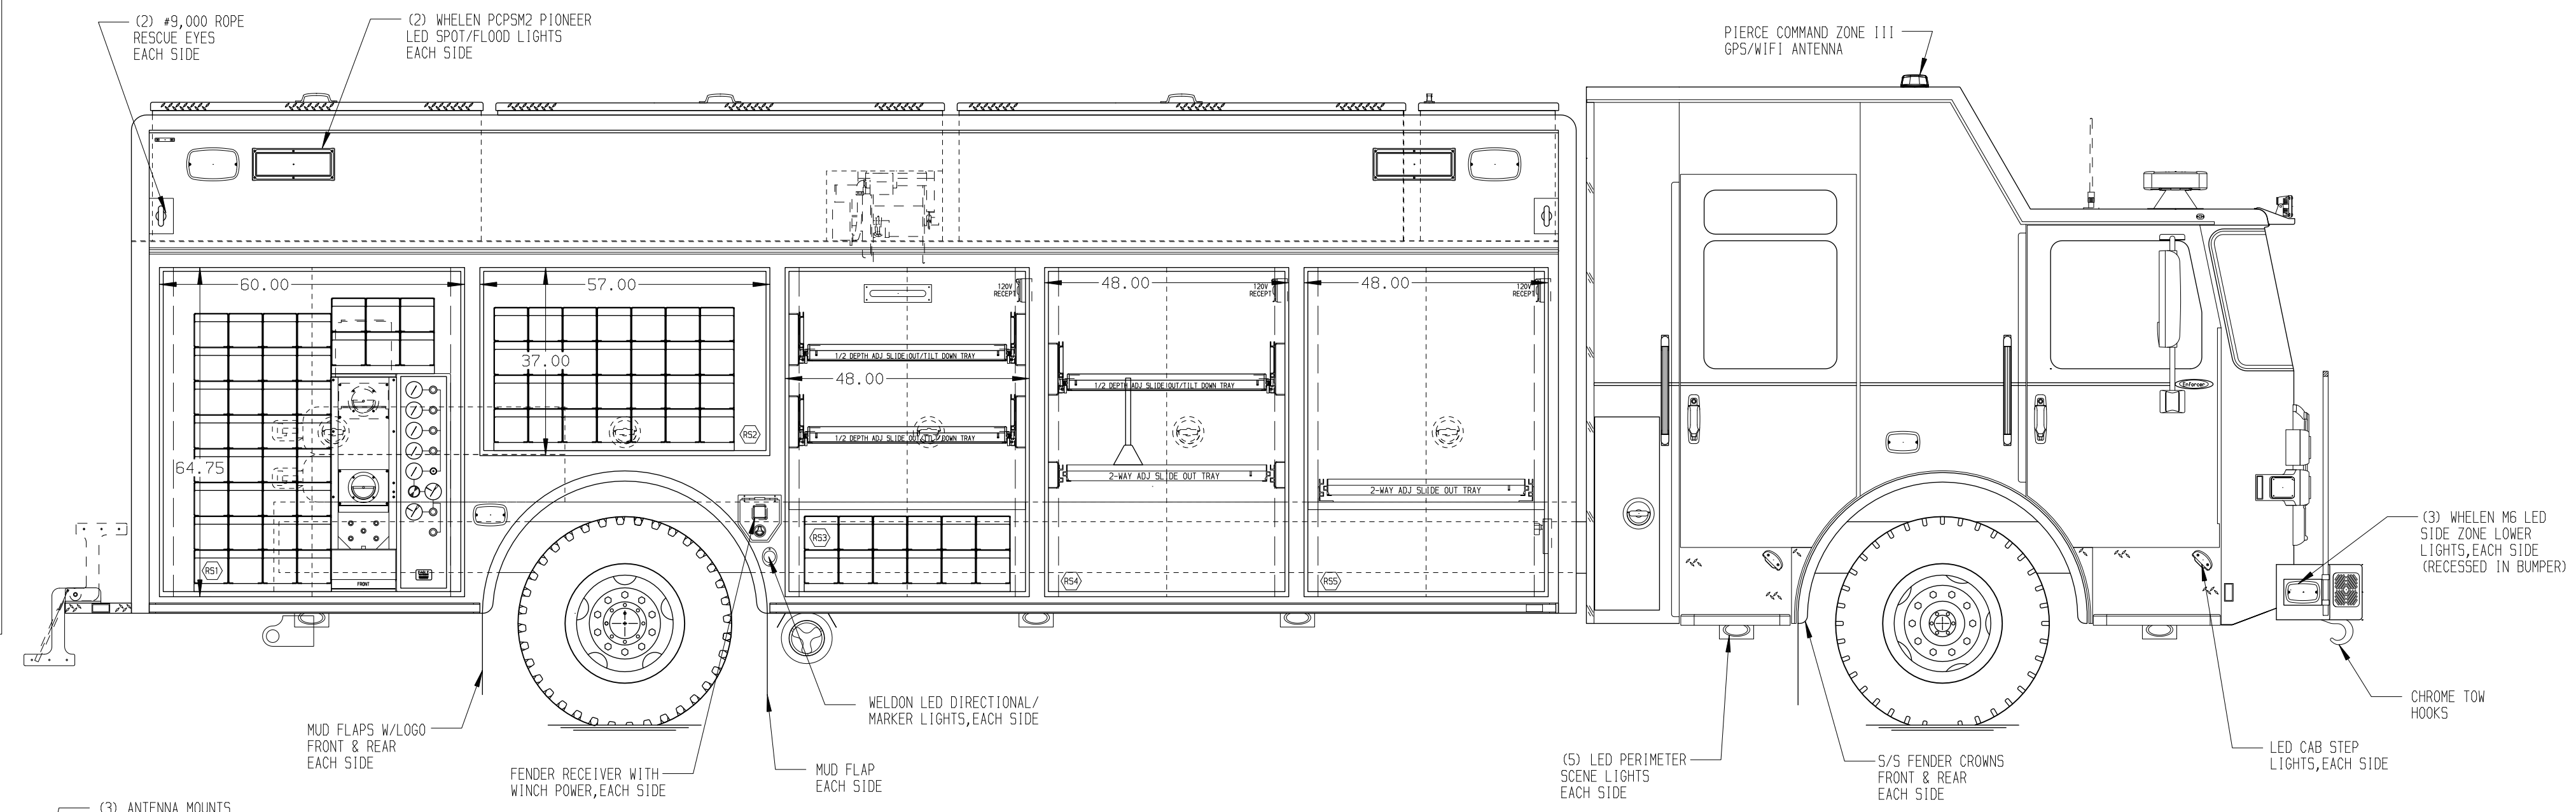 (2) #9,000 ROPE
RESCUE EYES
EACH SIDE
(2) WHELEN PCPSM2 PIONEER
LED SPOT/FLOOD LIGHTS
EACH SIDE
PIERCE COMMAND ZONE III
GPS/WIFI ANTENNA
60.00
57.00
120V
RECEPT
48.00
120V
RECEPT
48.00
120V
RECEPT
37.00
1/2 DEPTH ADJ SLIDE OUT/TILT DOWN TRAY
48.00
1/2 DEPTH ADJ SLIDE OUT/TILT DOWN TRAY
Enforcer
RS2
1/2 DEPTH ADJ SLIDE OUT/TILT DOWN TRAY
64.75
2-WAY ADJ SLIDE OUT TRAY
2-WAY ADJ SLIDE OUT TRAY
RS3
RS1
FRONT
RS4
RS5
(3) WHELEN M6 LED
SIDE ZONE LOWER
LIGHTS,EACH SIDE
(RECESSED IN BUMPER)
WELDON LED DIRECTIONAL/
MARKER LIGHTS,EACH SIDE
CHROME TOW
HOOKS
MUD FLAPS W/LOGO
FRONT & REAR
EACH SIDE
FENDER RECEIVER WITH
WINCH POWER,EACH SIDE
MUD FLAP
EACH SIDE
(5) LED PERIMETER
SCENE LIGHTS
EACH SIDE
S/S FENDER CROWNS
FRONT & REAR
EACH SIDE
LED CAB STEP
LIGHTS,EACH SIDE
(3) ANTENNA MOUNTS